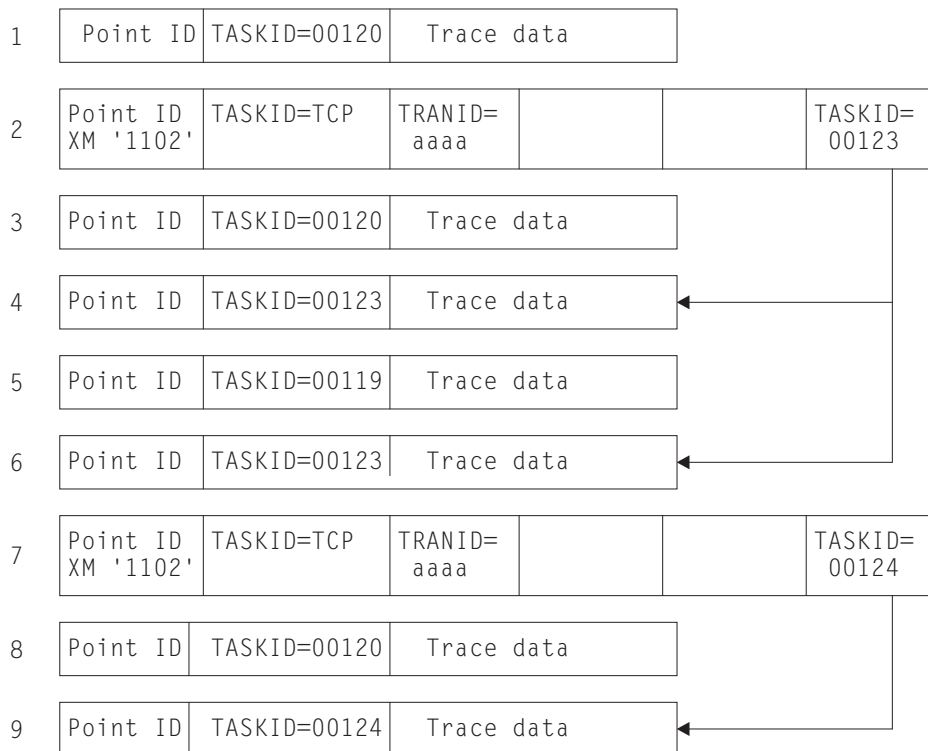 1 Point ID TASKID=00120 Trace data
2 Point ID XM '1102' TASKID=TCP TRANID= aaaa TASKID= 00123
3 Point ID TASKID=00120 Trace data
4 Point ID TASKID=00123 Trace data
5 Point ID TASKID=00119 Trace data
6 Point ID TASKID=00123 Trace data
7 Point ID XM '1102' TASKID=TCP TRANID= aaaa TASKID= 00124
8 Point ID TASKID=00120 Trace data
9 Point ID TASKID=00124 Trace data